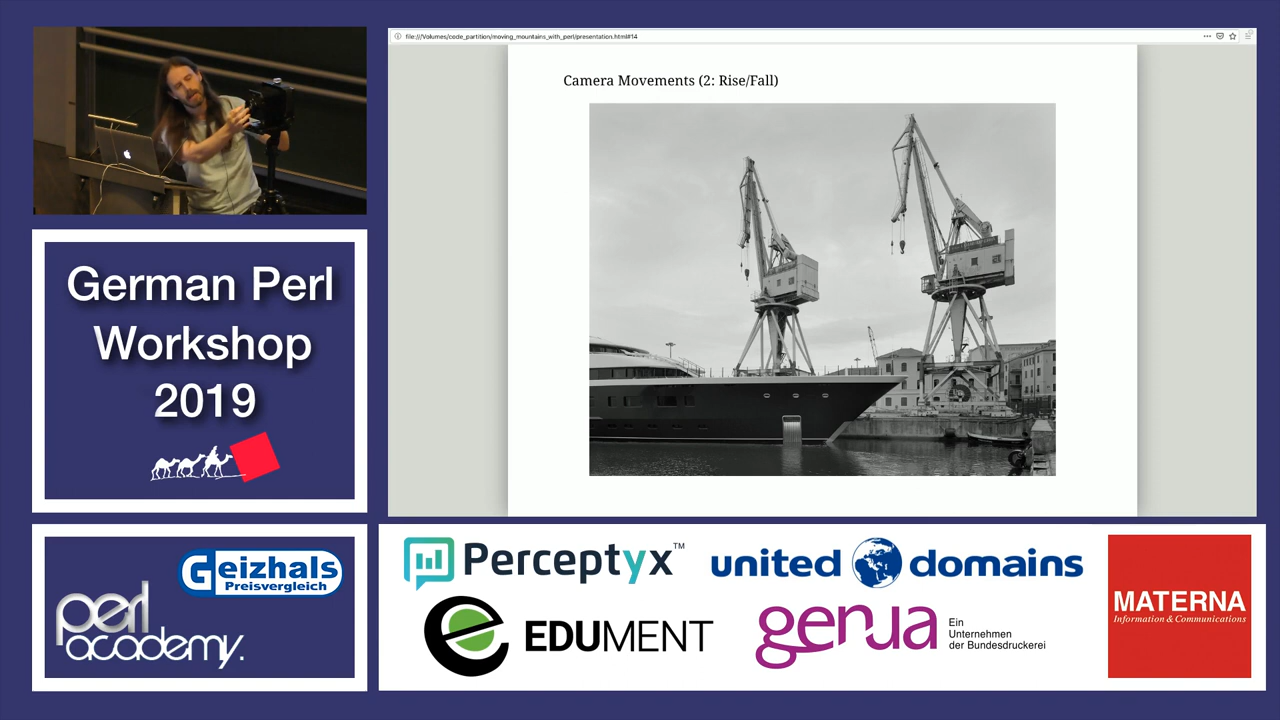 file:///Volumes/code_partition/moving_mountains_with_perl/presentation.html#14
Camera Movements (2: Rise/Fall)
German Perl
Workshop
2019
Geizhals
Preisvergleich
perl
academy.
Perceptyx™
united domains
EDUMENT
genua
Ein
Unternehmen
der Bundesdruckerei
MATERNA
Information & Communications